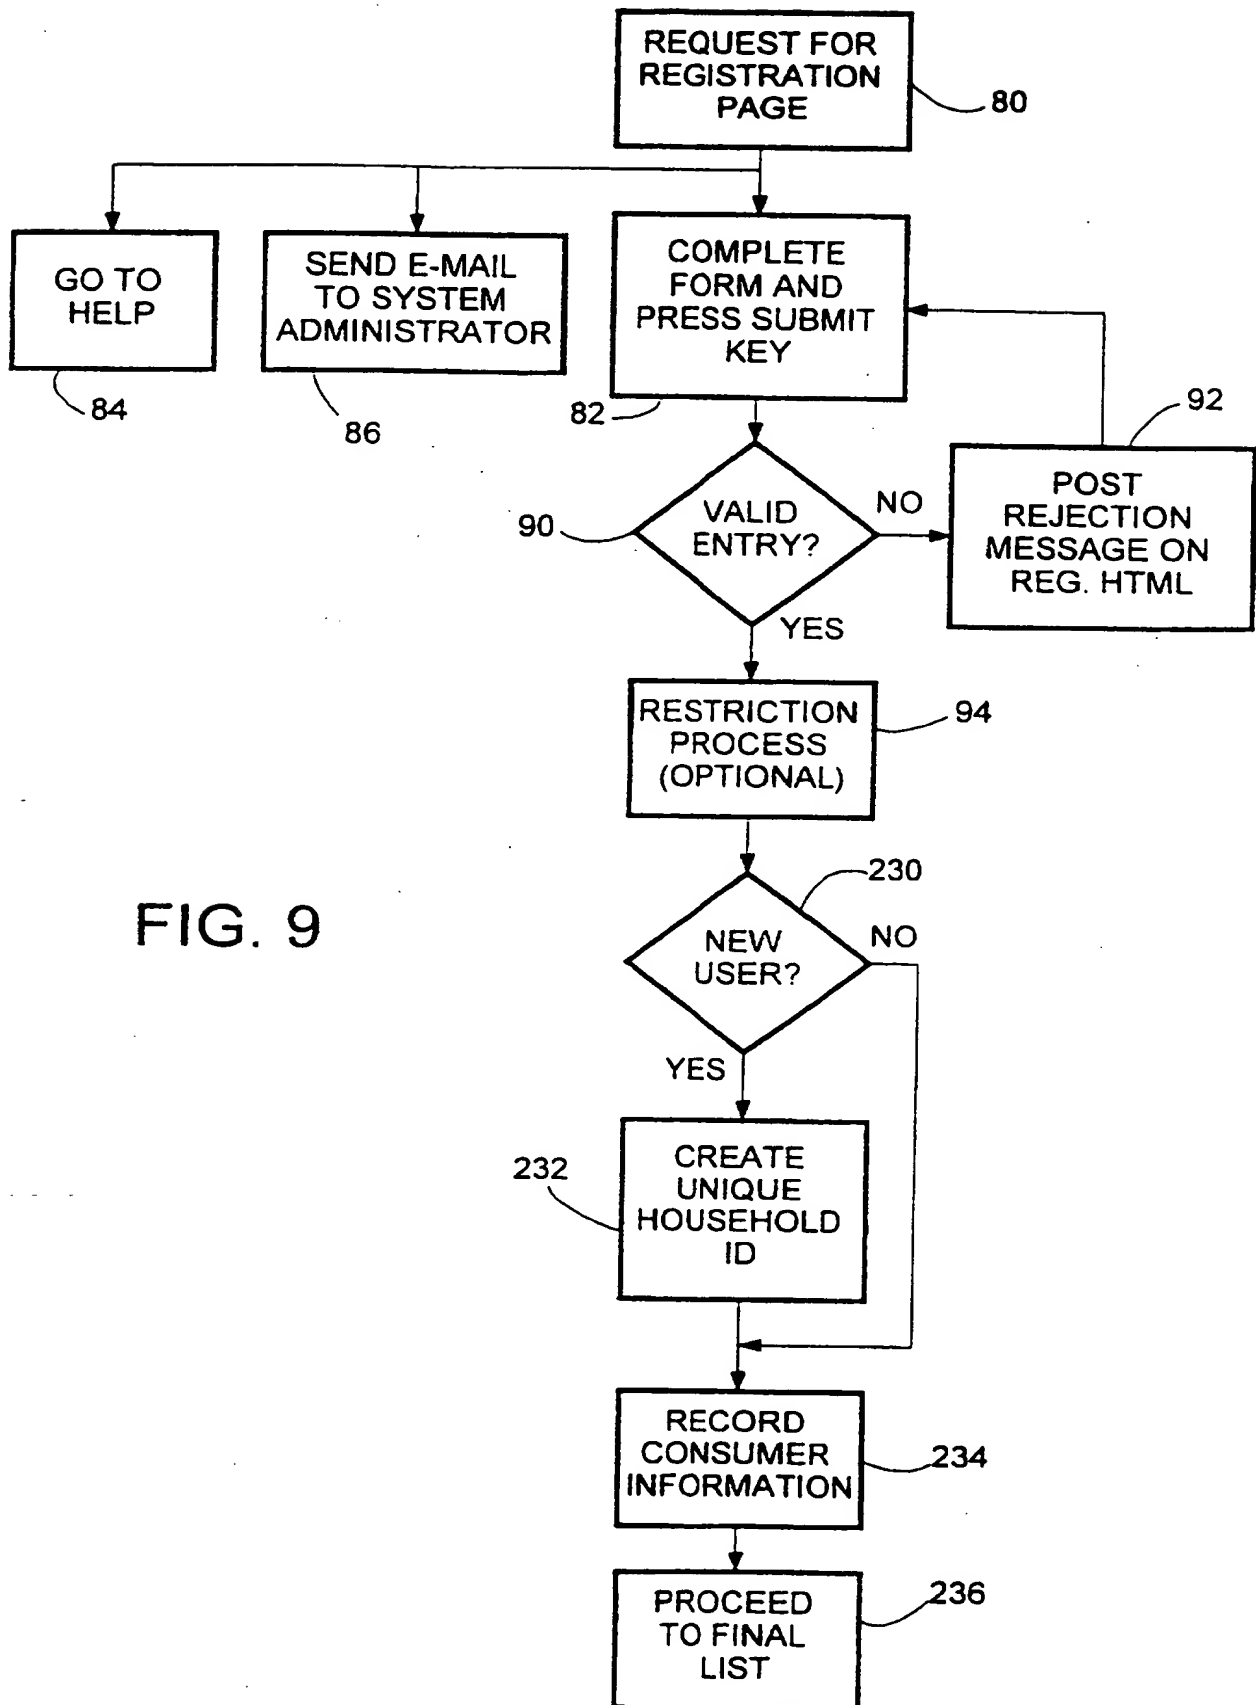 REQUEST FOR
REGISTRATION
PAGE
80
GO TO
HELP
84
SEND E-MAIL
TO SYSTEM
ADMINISTRATOR
86
COMPLETE
FORM AND
PRESS SUBMIT
KEY
82
92
POST
REJECTION
MESSAGE ON
REG. HTML
90
VALID
ENTRY?
NO
YES
RESTRICTION
PROCESS
(OPTIONAL)
94
FIG. 9
230
NEW
USER?
NO
YES
232
CREATE
UNIQUE
HOUSEHOLD
ID
RECORD
CONSUMER
INFORMATION
234
PROCEED
TO FINAL
LIST
236